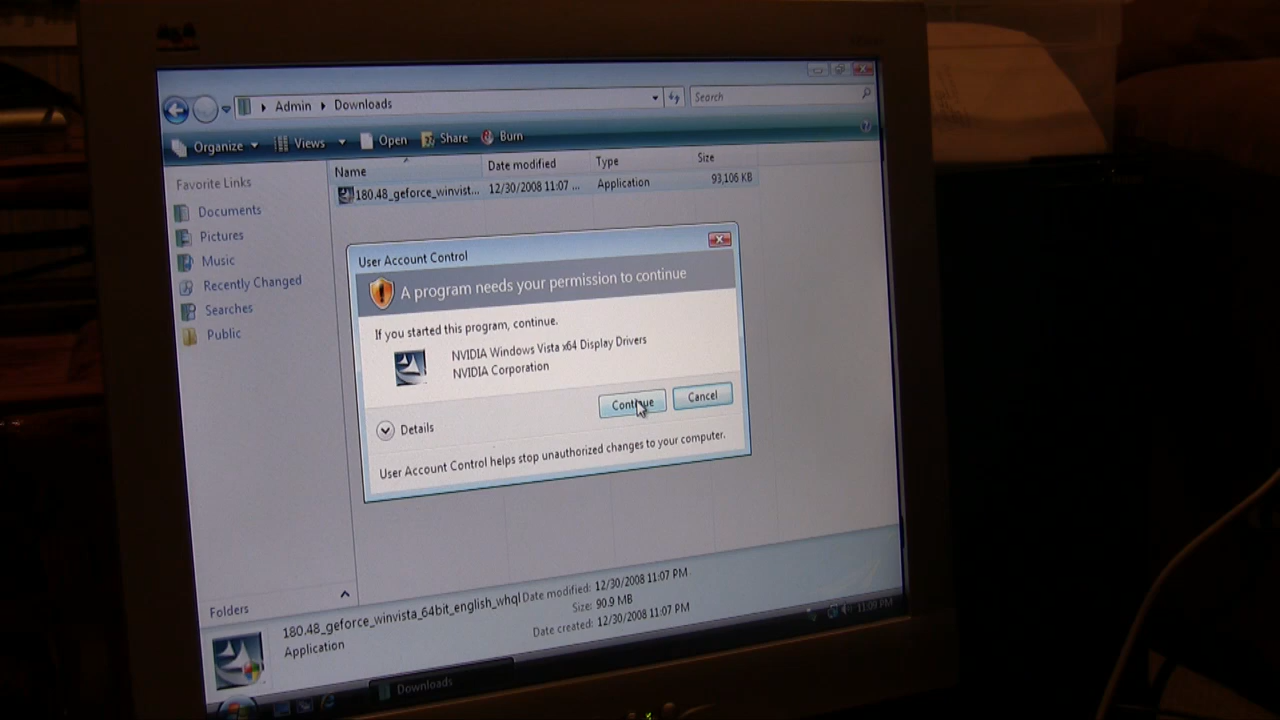 Admin Downloads
Search
Organize Views Open Share Burn
Name Date modified Type Size
180.48_geforce_winvist... 12/30/2008 11:07 ... Application 93,106 KB
Favorite Links
Documents
Pictures
Music
Recently Changed
Searches
Public
Folders
User Account Control
A program needs your permission to continue
If you started this program, continue.
NVIDIA Windows Vista x64 Display Drivers
NVIDIA Corporation
Continue Cancel
Details
User Account Control helps stop unauthorized changes to your computer.
180.48_geforce_winvista_64bit_english_whql Date modified: 12/30/2008 11:07 PM
Application
Size: 90.9 MB
Date created: 12/30/2008 11:07 PM
Downloads
11:09 PM